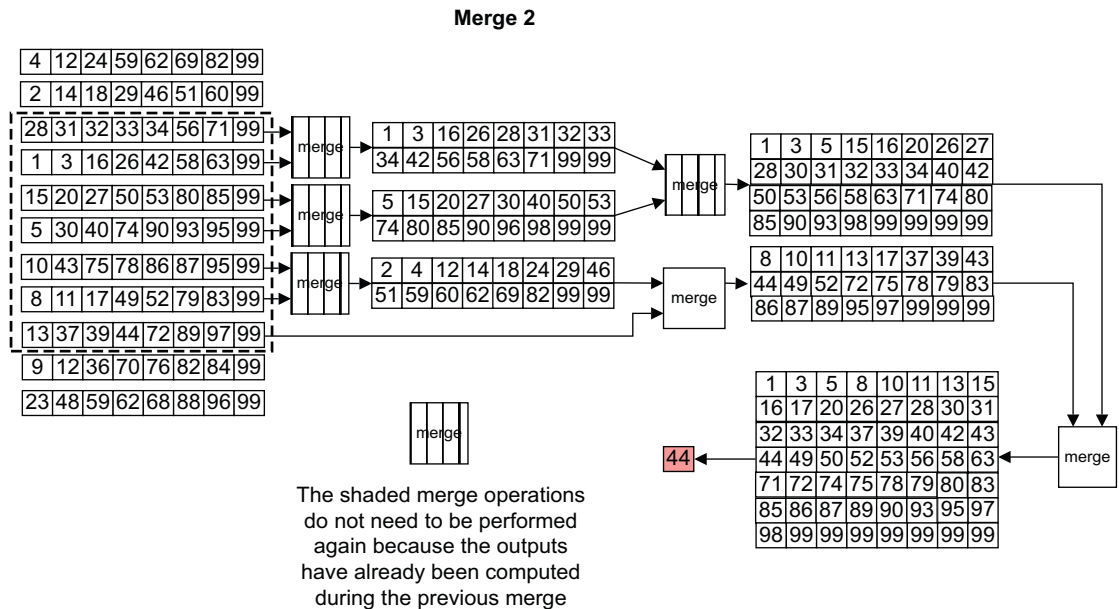 Merge 2
4 12 24 59 62 69 82 99
2 14 18 29 46 51 60 99
28 31 32 33 34 56 71 99
1 3 16 26 42 58 63 99
15 20 27 50 53 80 85 99
5 30 40 74 90 93 95 99
10 43 75 78 86 87 95 99
8 11 17 49 52 79 83 99
13 37 39 44 72 89 97 99
9 12 36 70 76 82 84 99
23 48 59 62 68 88 96 99
merge
merge
merge
1 3 16 26 28 31 32 33
34 42 56 58 63 71 99 99
5 15 20 27 30 40 50 53
74 80 85 90 96 98 99 99
2 4 12 14 18 24 29 46
51 59 60 62 69 82 99 99
merge
merge
1 3 5 15 16 20 26 27
28 30 31 32 33 34 40 42
50 53 56 58 63 71 74 80
85 90 93 98 99 99 99 99
8 10 11 13 17 37 39 43
44 49 52 72 75 78 79 83
86 87 89 95 97 99 99 99
merge
1 3 5 8 10 11 13 15
16 17 20 26 27 28 30 31
32 33 34 37 39 40 42 43
44 49 50 52 53 56 58 63
71 72 74 75 78 79 80 83
85 86 87 89 90 93 95 97
98 99 99 99 99 99 99 99
44
merge
The shaded merge operations
do not need to be performed
again because the outputs
have already been computed
during the previous merge